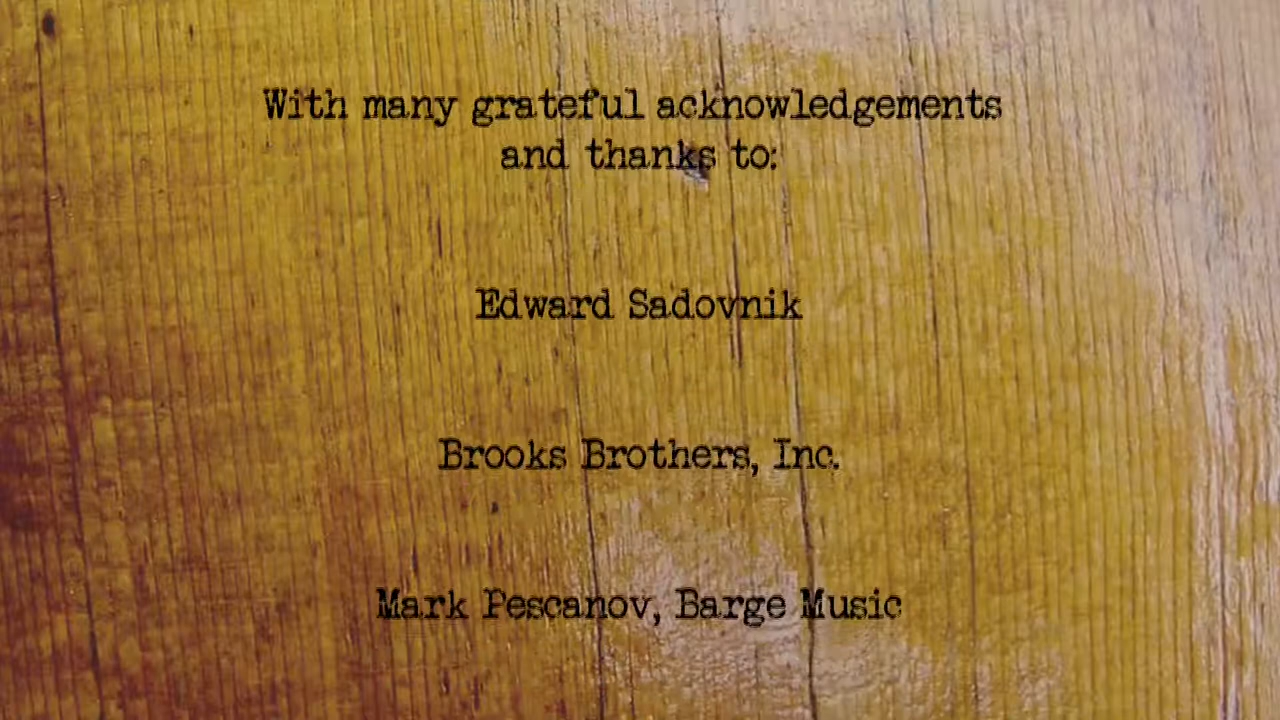 With many grateful acknowledgements
and thanks to:
Edward Sadovnik
Brooks Brothers, Inc.
Mark Pescanov, Barge Music